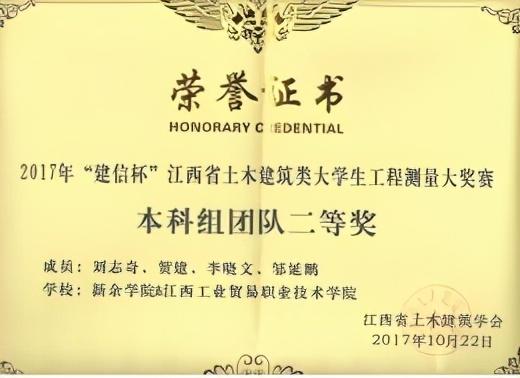 荣誉证书
HONORARY CREDENTIAL
2017年“建信杯”江西省土木建筑类大学生工程测量大奖赛
本科组团队二等奖
成员：刘志奇、贺建、李晓文、邹延鹏
学校：新余学院&江西工业贸易职业技术学院
江西省土木建筑学会
2017年10月22日